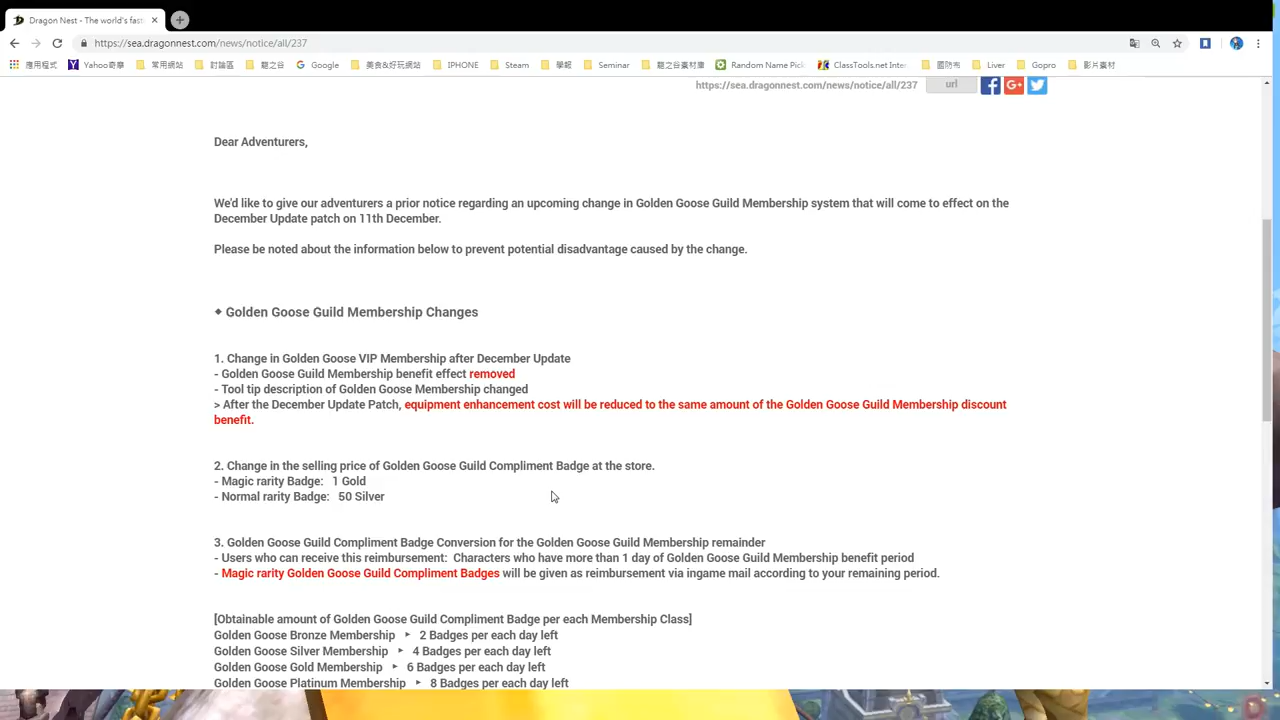 Dragon Nest - The world's fast
https://sea.dragonnest.com/news/notice/all/237
應用程式 Yahoo奇摩 常用網站 討論區 龍之谷 Google 美食&好玩網站 IPHONE Steam 學報 Seminar 龍之谷素材庫 Random Name Pick ClassTools.net Inter 國防布 Liver Gopro 影片素材
https://sea.dragonnest.com/news/notice/all/237 url
Dear Adventurers,
We'd like to give our adventurers a prior notice regarding an upcoming change in Golden Goose Guild Membership system that will come to effect on the
December Update patch on 11th December.
Please be noted about the information below to prevent potential disadvantage caused by the change.
◆ Golden Goose Guild Membership Changes
1. Change in Golden Goose VIP Membership after December Update
- Golden Goose Guild Membership benefit effect removed
- Tool tip description of Golden Goose Membership changed
> After the December Update Patch, equipment enhancement cost will be reduced to the same amount of the Golden Goose Guild Membership discount
benefit.
2. Change in the selling price of Golden Goose Guild Compliment Badge at the store.
- Magic rarity Badge: 1 Gold
- Normal rarity Badge: 50 Silver
3. Golden Goose Guild Compliment Badge Conversion for the Golden Goose Guild Membership remainder
- Users who can receive this reimbursement: Characters who have more than 1 day of Golden Goose Guild Membership benefit period
- Magic rarity Golden Goose Guild Compliment Badges will be given as reimbursement via ingame mail according to your remaining period.
[Obtainable amount of Golden Goose Guild Compliment Badge per each Membership Class]
Golden Goose Bronze Membership ▶ 2 Badges per each day left
Golden Goose Silver Membership ▶ 4 Badges per each day left
Golden Goose Gold Membership ▶ 6 Badges per each day left
Golden Goose Platinum Membership ▶ 8 Badges per each day left